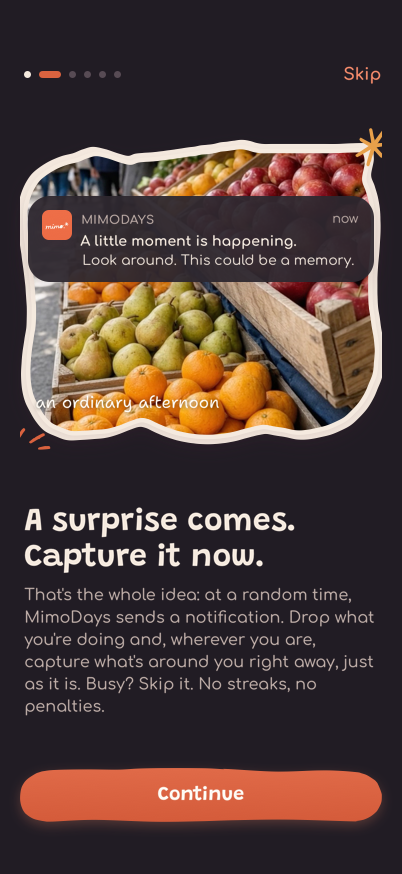 Skip
mimo.
MIMODAYS
now
A little moment is happening.
Look around. This could be a memory.
an ordinary afternoon
A surprise comes.
Capture it now.
That's the whole idea: at a random time,
MimoDays sends a notification. Drop what
you're doing and, wherever you are,
capture what's around you right away, just
as it is. Busy? Skip it. No streaks, no
penalties.
Continue